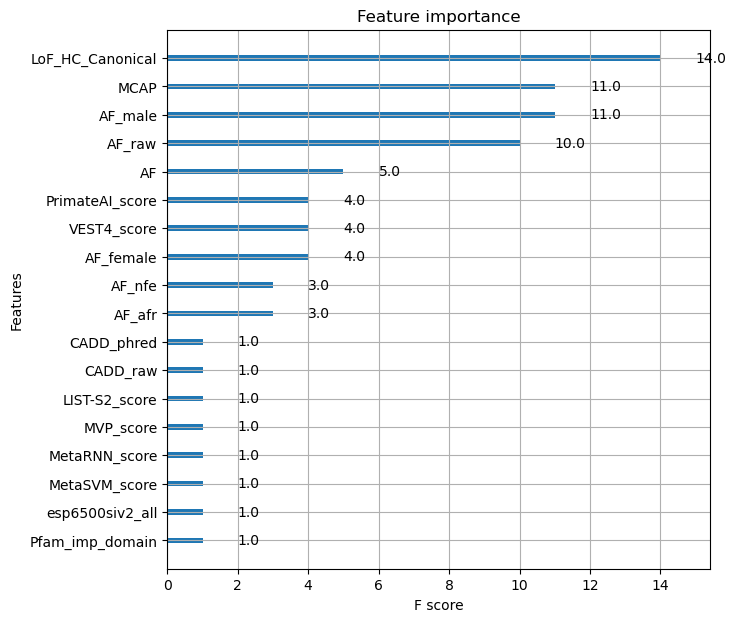 Feature importance
LoF_HC_Canonical 14.0
MCAP 11.0
AF_male 11.0
AF_raw 10.0
AF 5.0
PrimateAI_score 4.0
VEST4_score 4.0
AF_female 4.0
AF_nfe 3.0
AF_afr 3.0
CADD_phred 1.0
CADD_raw 1.0
LIST-S2_score 1.0
MVP_score 1.0
MetaRNN_score 1.0
MetaSVM_score 1.0
esp6500siv2_all 1.0
Pfam_imp_domain 1.0
Features
0 2 4 6 8 10 12 14
F score